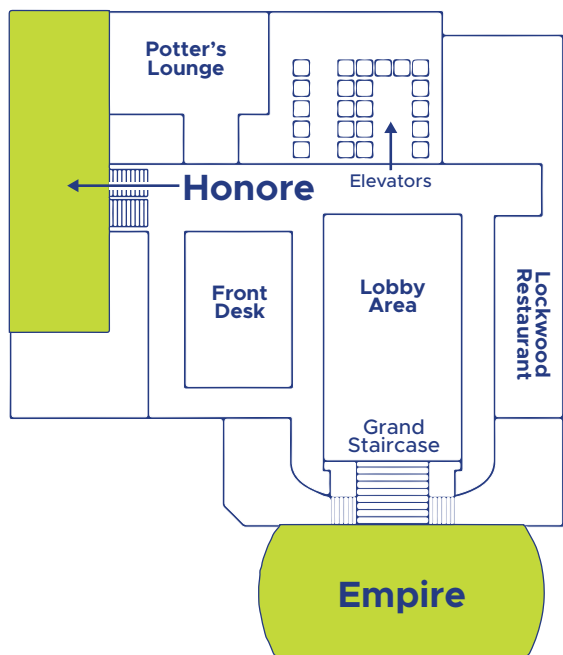 Potter's
Lounge
Elevators
Honore
Front
Desk
Lobby
Area
Lockwood
Restaurant
Grand
Staircase
Empire